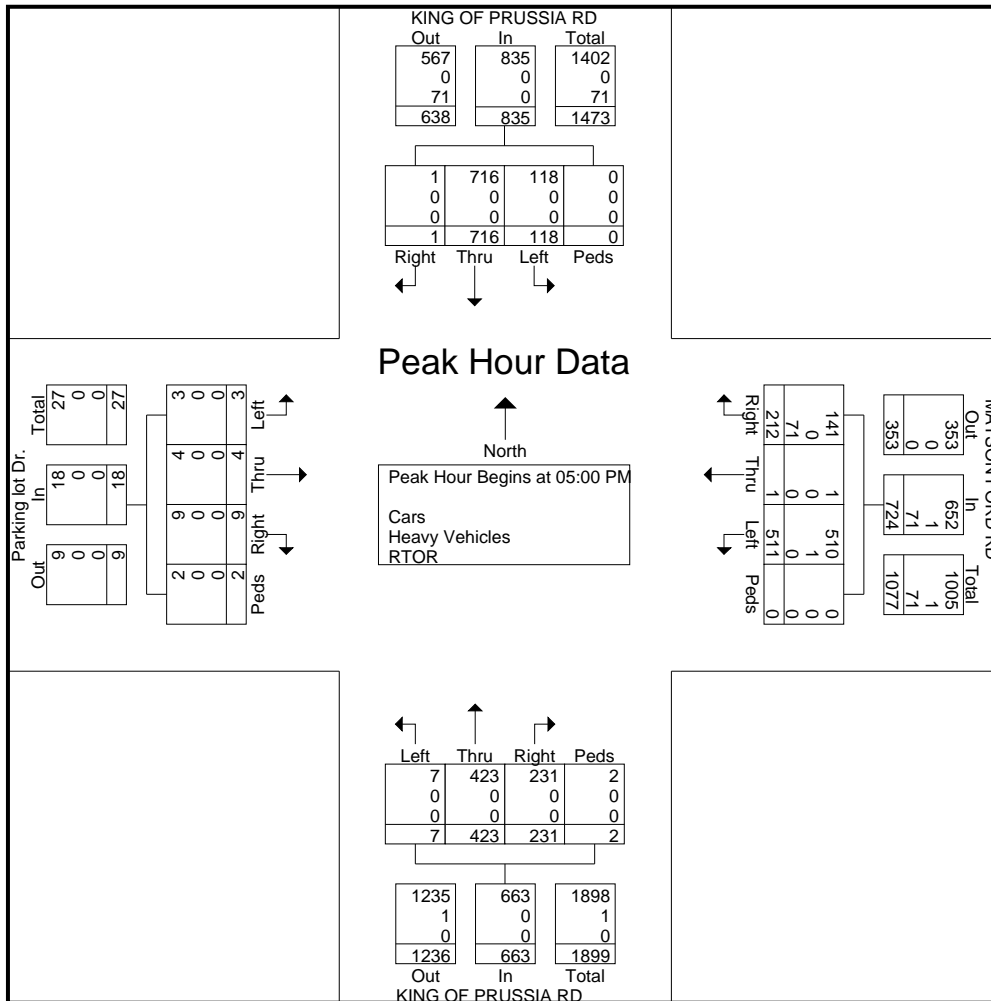 KING OF PRUSSIA RD
Out In Total
567 835 1402
0 0 0
71 0 71
638 835 1473
1 716 118 0
0 0 0 0
0 0 0 0
1 716 118 0
Right Thru Left Peds
Peak Hour Data
North
Peak Hour Begins at 05:00 PM
Cars
Heavy Vehicles
RTOR
Parking lot Dr.
Out In Total
9 18 27
0 0 0
0 0 0
9 18 27
2 9 4 3
0 0 0 0
0 0 0 0
2 9 4 3
Peds Right Thru Left
Out In Total
353 652 1005
0 1 1
0 71 71
353 724 1077
141 1 510 0
0 0 1 0
71 0 0 0
212 1 511 0
Right Thru Left Peds
Left Thru Right Peds
7 423 231 2
0 0 0 0
0 0 0 0
7 423 231 2
1235 663 1898
1 0 1
0 0 0
1236 663 1899
Out In Total
KING OF PRUSSIA RD